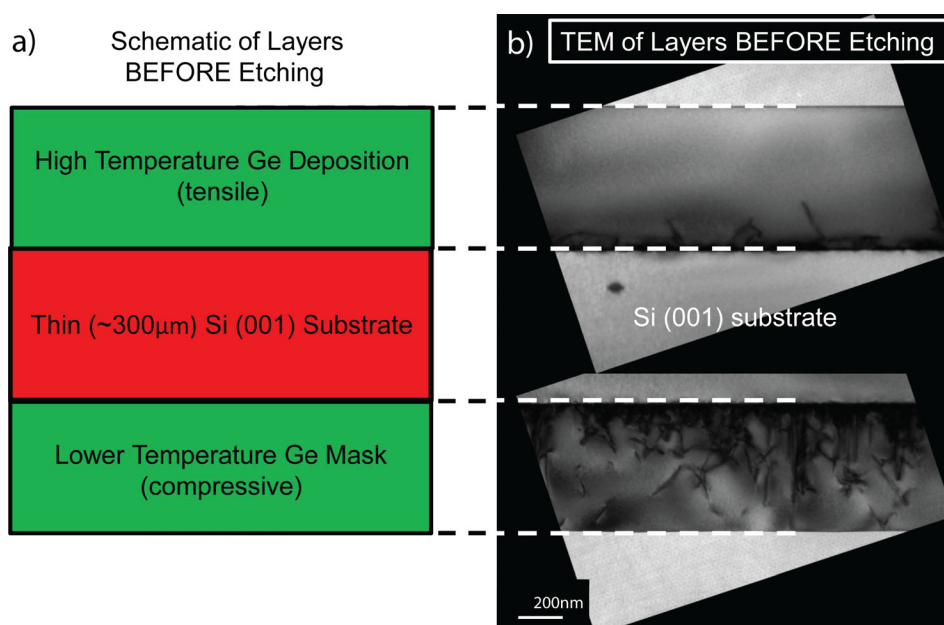 a)
Schematic of Layers
BEFORE Etching
High Temperature Ge Deposition
(tensile)
Thin (~300μm) Si (001) Substrate
Lower Temperature Ge Mask
(compressive)
b)
TEM of Layers BEFORE Etching
Si (001) substrate
200nm